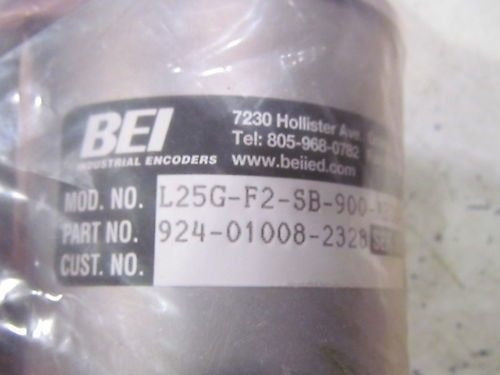 BEI
INDUSTRIAL ENCODERS
7230 Hollister Ave.
Tel: 805-968-0782
www.beiied.com
MOD. NO. L25G-F2-SB-900-
PART NO. 924-01008-2328 SER
CUST. NO.